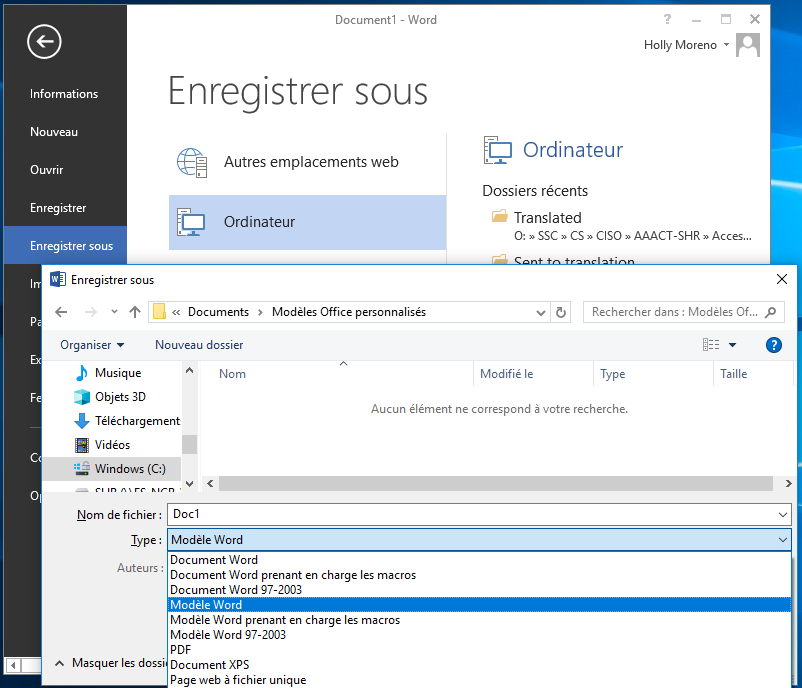 Document1 - Word
?
Holly Moreno
Informations
Nouveau
Ouvrir
Enregistrer
Enregistrer sous
Enregistrer sous
Autres emplacements web
Ordinateur
Ordinateur
Dossiers récents
Translated
O: » SSC » CS » CISO » AAACT-SHR » Acces...
Sent to translation
Im
Pa
Ex
Fe
Co
Op
Enregistrer sous
« Documents > Modèles Office personnalisés
Rechercher dans : Modèles Of...
Organiser
Nouveau dossier
?
Musique
Objets 3D
Téléchargement
Vidéos
Windows (C:)
Nom
Modifié le
Type
Taille
Aucun élément ne correspond à votre recherche.
Nom de fichier :
Doc1
Type :
Modèle Word
Auteurs :
Document Word
Document Word prenant en charge les macros
Document Word 97-2003
Modèle Word
Modèle Word prenant en charge les macros
Modèle Word 97-2003
PDF
Document XPS
Page web à fichier unique
Masquer les dossi